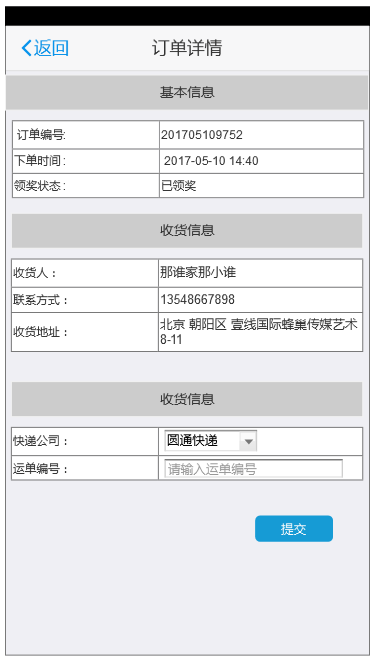 返回 订单详情
基本信息
订单编号: 201705109752
下单时间: 2017-05-10 14:40
领奖状态: 已领奖
收货信息
收货人： 那谁家那小谁
联系方式： 13548667898
收货地址： 北京 朝阳区 壹线国际蜂巢传媒艺术
8-11
收货信息
快递公司： 圆通快递
运单编号： 请输入运单编号
提交